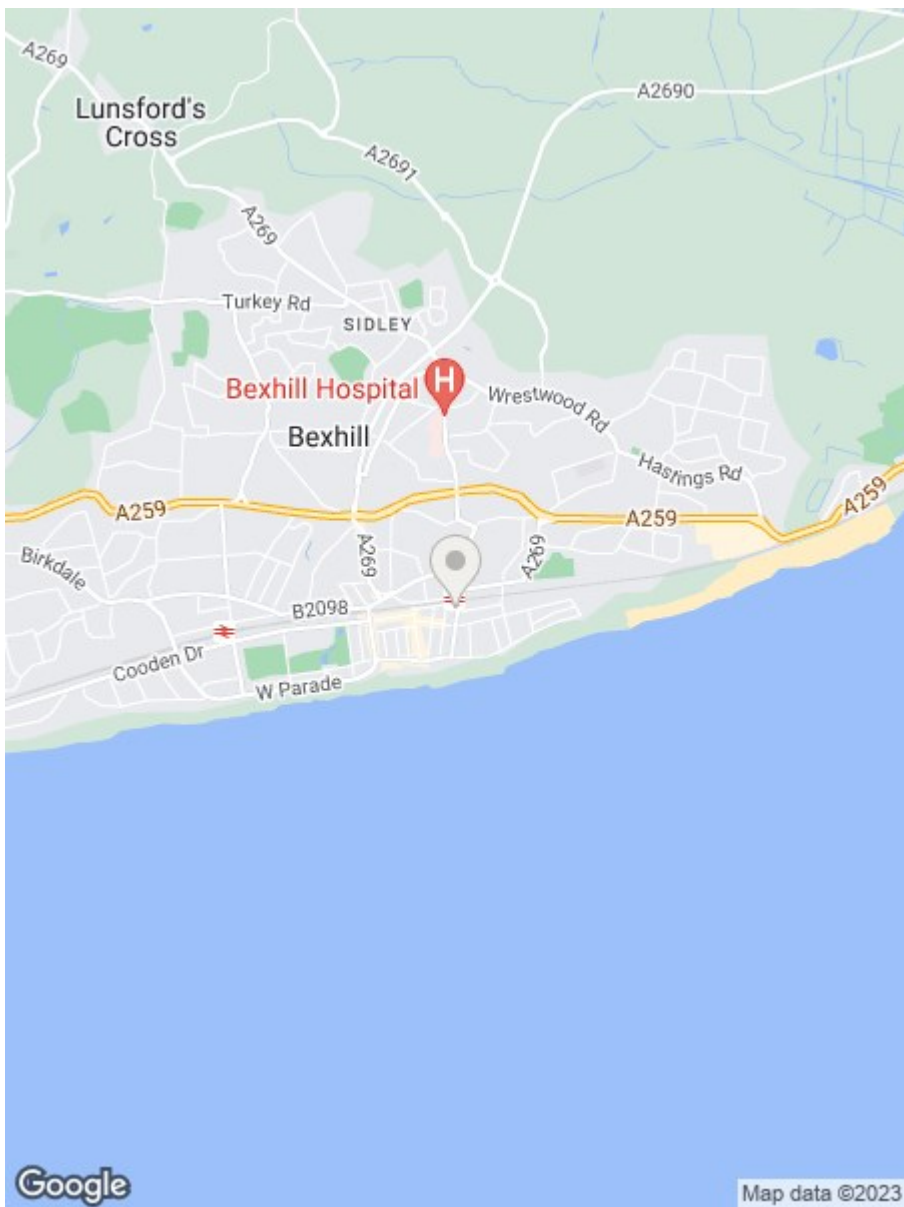 A269
A2690
Lunsford's
Cross
A2691
A269
Turkey Rd
SIDLEY
H
Bexhill Hospital
Wrestwood Rd
Bexhill
Hastings Rd
A259
A259
A259
A269
A269
Birkdale
B2098
Cooden Dr
W Parade
Google
Map data ©2023